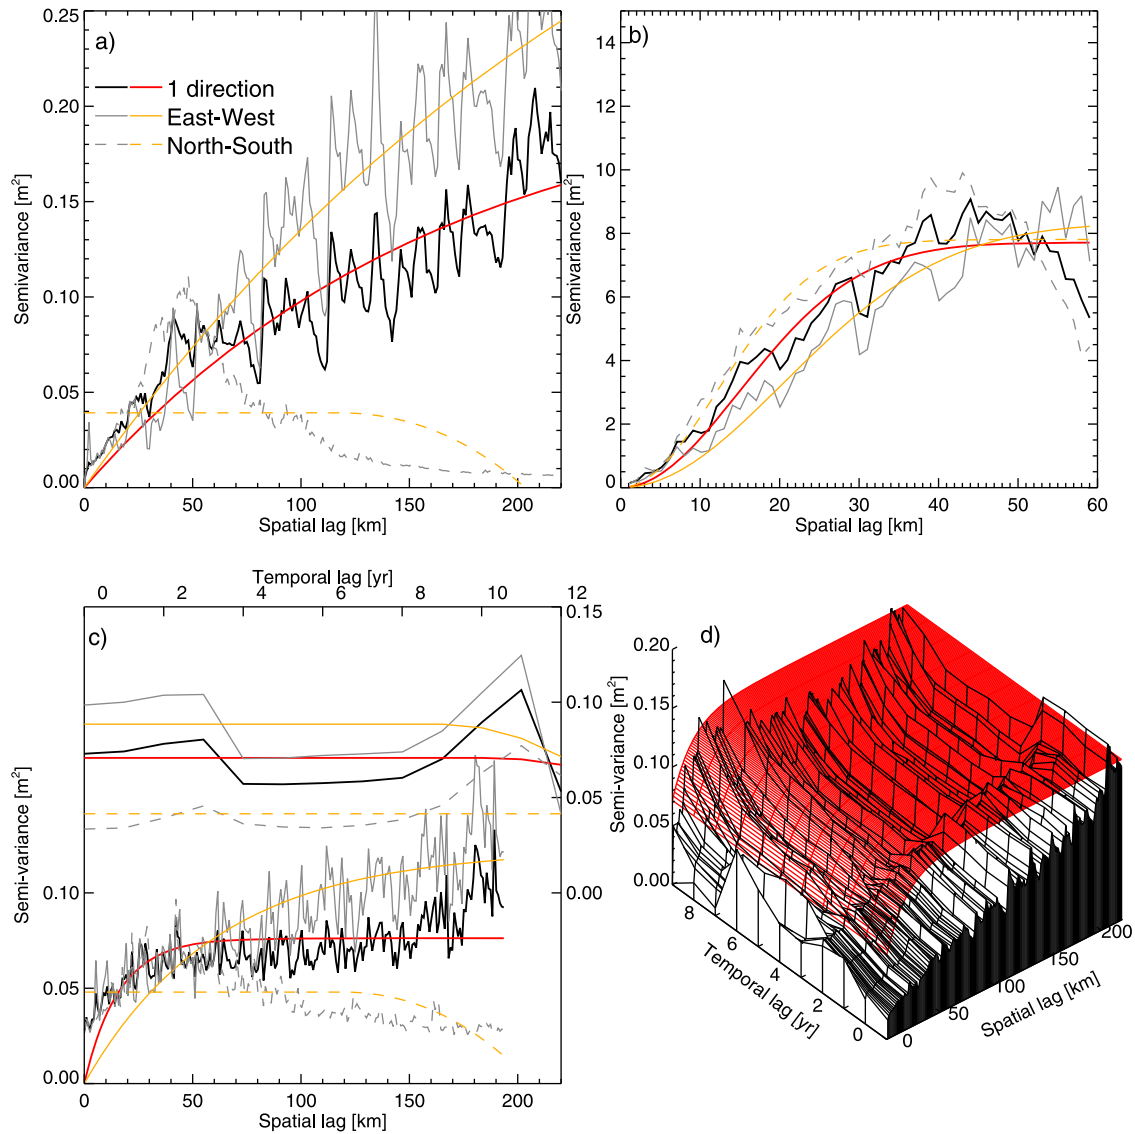 a)
0.25
0.20
0.15
0.10
0.05
0.00
Semivariance [m²]
1 direction
East-West
North-South
0 50 100 150 200
Spatial lag [km]
b)
14
12
10
8
6
4
2
0
Semivariance [m²]
0 10 20 30 40 50 60
Spatial lag [km]
Temporal lag [yr]
0 2 4 6 8 10 12
c)
0.15
0.10
0.05
0.00
0.10
0.05
0.00
Semi-variance [m²]
0 50 100 150 200
Spatial lag [km]
d)
0.20
0.15
0.10
0.05
0.00
Semi-variance [m²]
8 6 4 2 0
Temporal lag [yr]
0 50 100 150 200
Spatial lag [km]